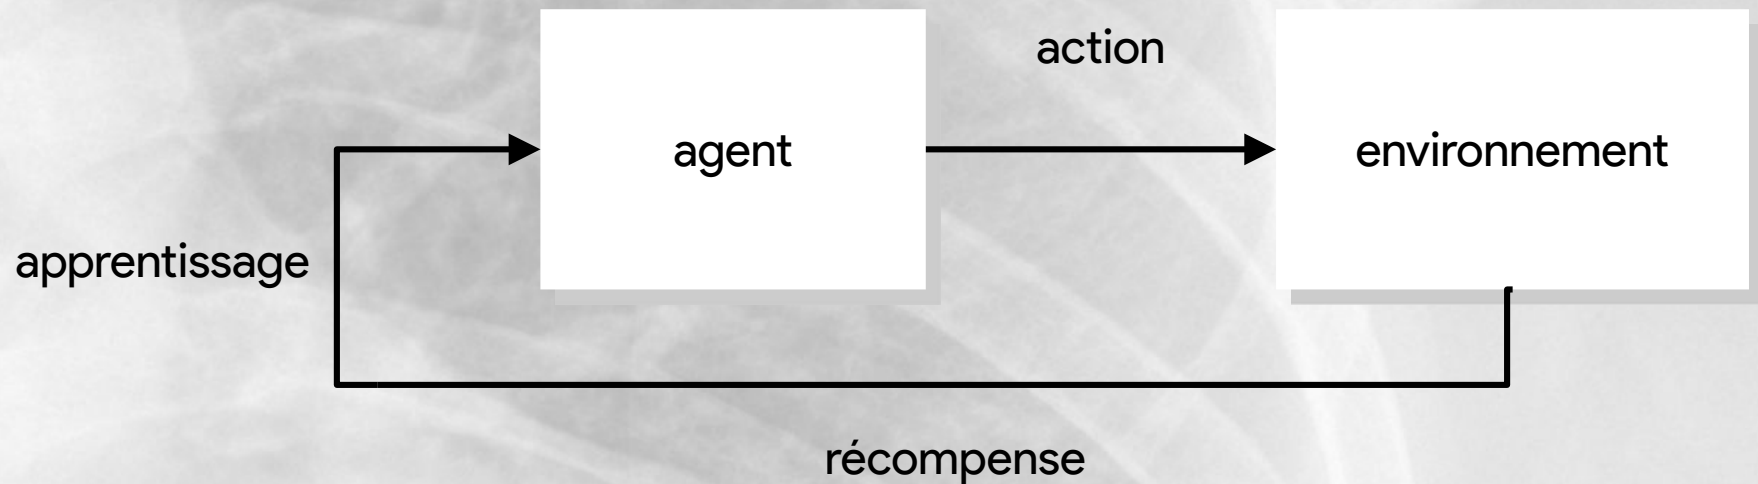 action
agent
environnement
apprentissage
récompense